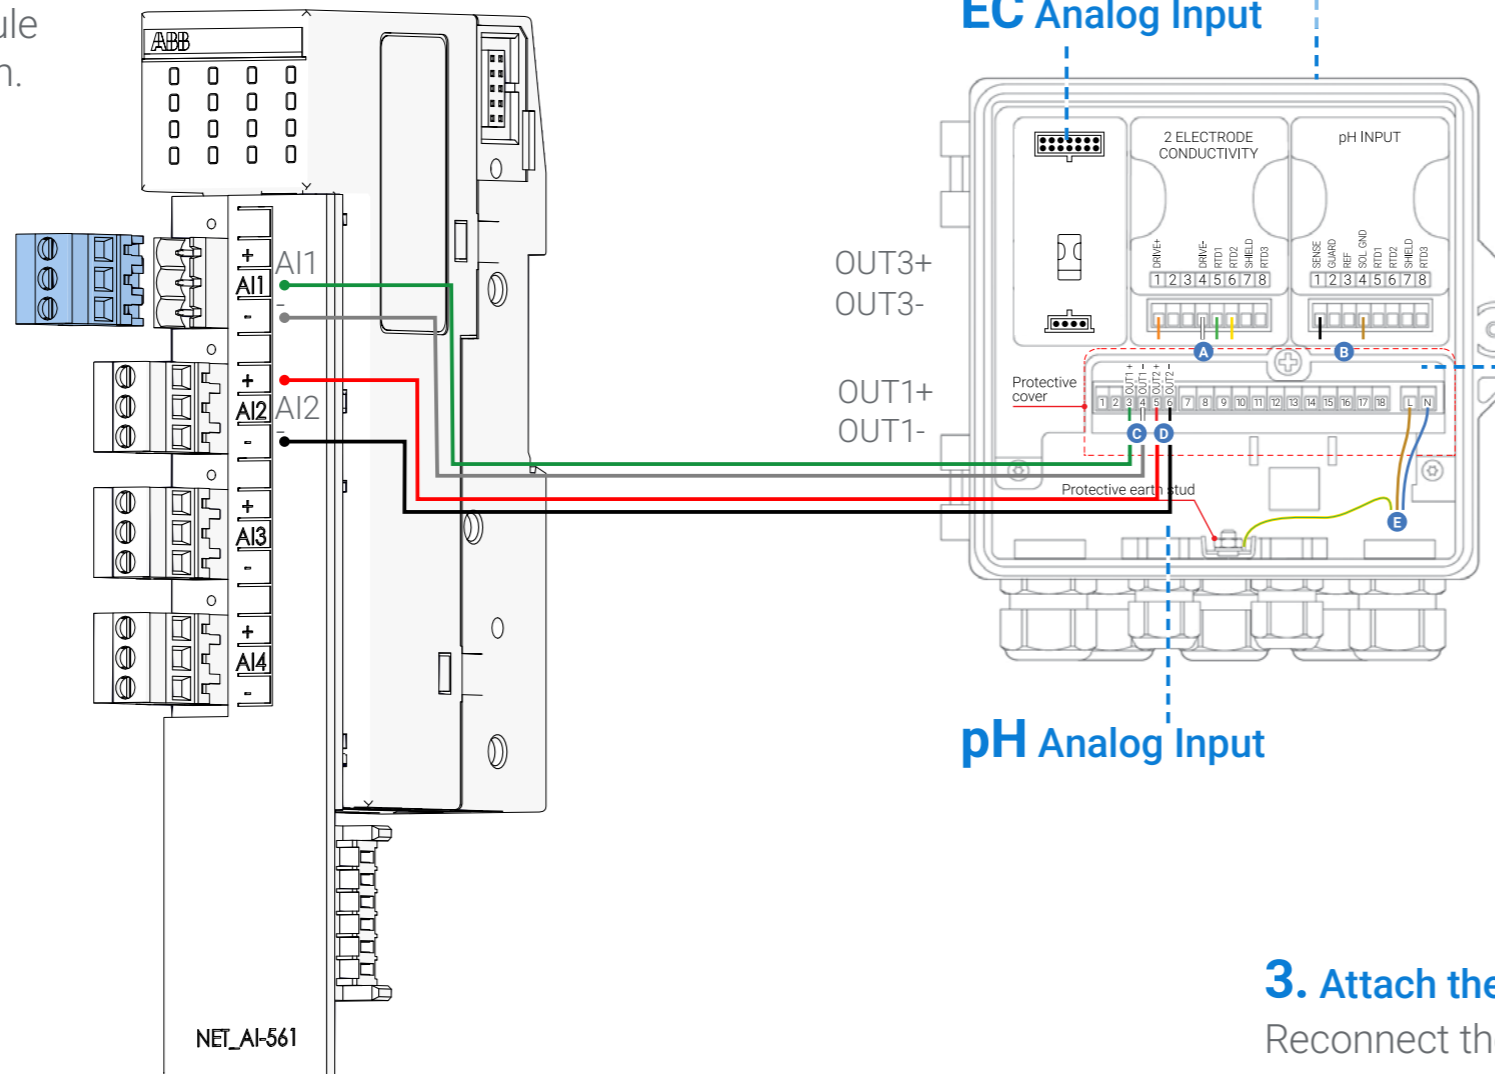 ule
n.
ABB
+
AI1
-
AI1
-
+
AI2
-
AI2
-
+
AI3
-
+
AI4
-
NET_AI-561
EC Analog Input
OUT3+
OUT3-
OUT1+
OUT1-
2 ELECTRODE
CONDUCTIVITY
DRIVE+ DRIVE- RTD1 RTD2 SHIELD RTD3
1 2 3 4 5 6 7 8
A
pH INPUT
SENSE GUARD REF SOL GND RTD1 RTD2 SHIELD RTD3
1 2 3 4 5 6 7 8
B
Protective
cover
OUT1 + OUT1 - OUT2 + OUT2 -
1 2 3 4 5 6 7 8 9 10 11 12 13 14 15 16 17 18 L N
C D
Protective earth stud
E
pH Analog Input
3. Attach the
Reconnect th